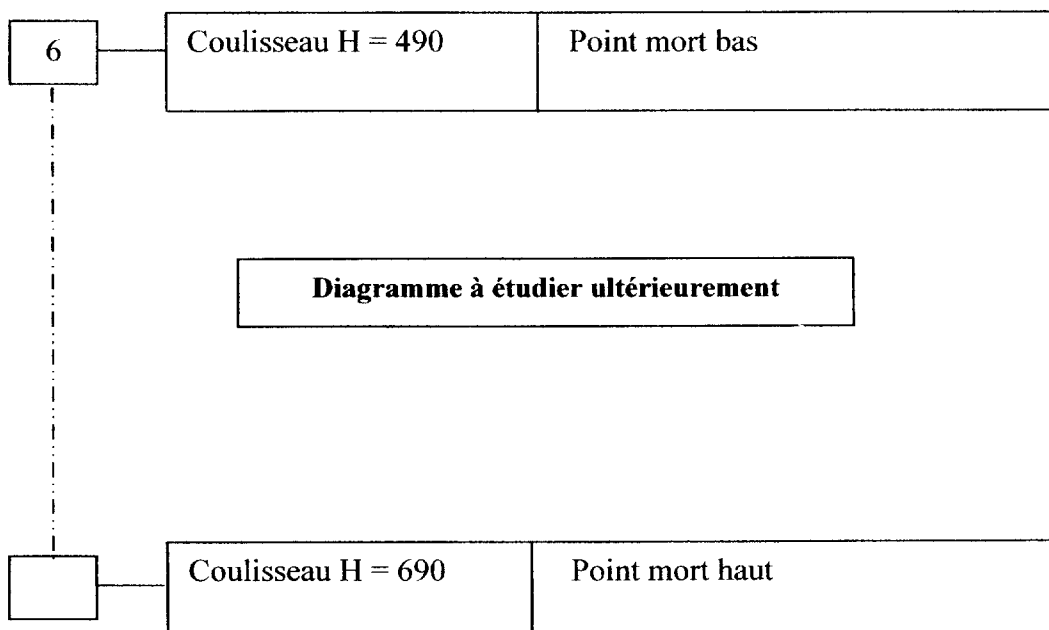 6
Coulisseau H = 490
Point mort bas
Diagramme à étudier ultérieurement
Coulisseau H = 690
Point mort haut